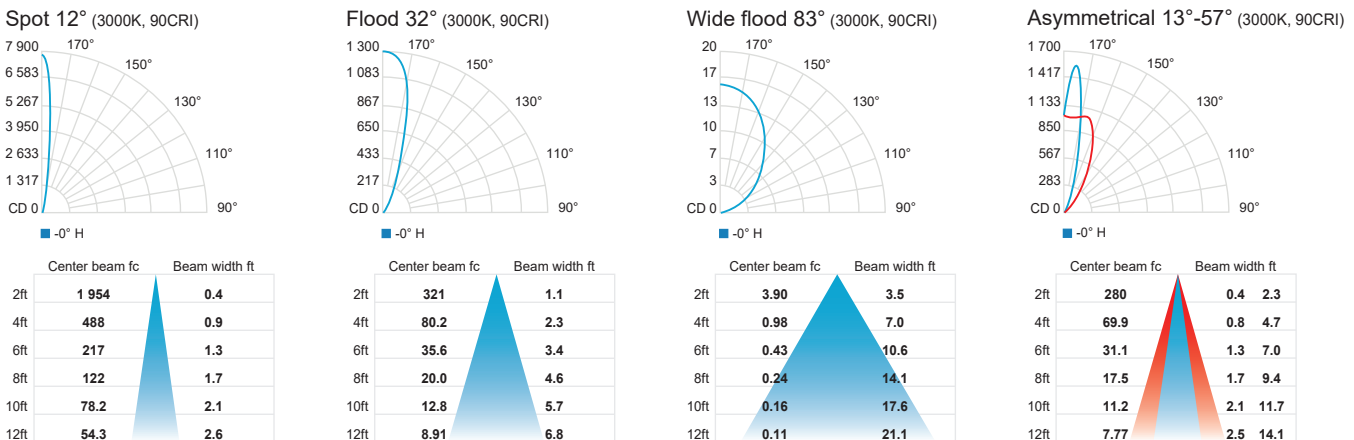 Spot 12° (3000K, 90CRI)
7 900
6 583
5 267
3 950
2 633
1 317
CD 0
170°
150°
130°
110°
90°
-0° H
Center beam fc Beam width ft
2ft 1 954 0.4
4ft 488 0.9
6ft 217 1.3
8ft 122 1.7
10ft 78.2 2.1
12ft 54.3 2.6
Flood 32° (3000K, 90CRI)
1 300
1 083
867
650
433
217
CD 0
170°
150°
130°
110°
90°
-0° H
Center beam fc Beam width ft
2ft 321 1.1
4ft 80.2 2.3
6ft 35.6 3.4
8ft 20.0 4.6
10ft 12.8 5.7
12ft 8.91 6.8
Wide flood 83° (3000K, 90CRI)
20
17
13
10
7
3
CD 0
170°
150°
130°
110°
90°
-0° H
Center beam fc Beam width ft
2ft 3.90 3.5
4ft 0.98 7.0
6ft 0.43 10.6
8ft 0.24 14.1
10ft 0.16 17.6
12ft 0.11 21.1
Asymmetrical 13°-57° (3000K, 90CRI)
1 700
1 417
1 133
850
567
283
CD 0
170°
150°
130°
110°
90°
-0° H
Center beam fc Beam width ft
2ft 280 0.4 2.3
4ft 69.9 0.8 4.7
6ft 31.1 1.3 7.0
8ft 17.5 1.7 9.4
10ft 11.2 2.1 11.7
12ft 7.77 2.5 14.1